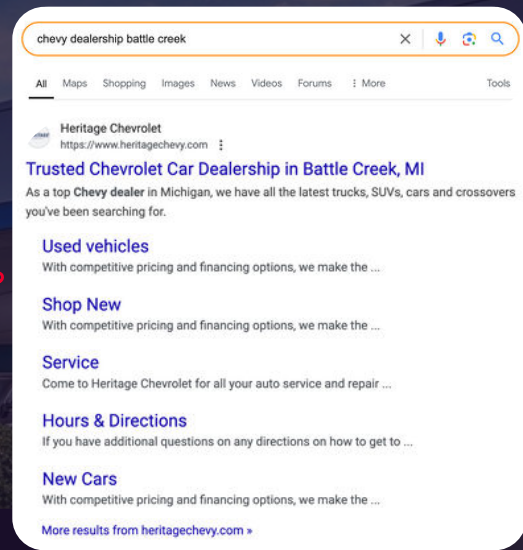 chevy dealership battle creek
All Maps Shopping Images News Videos Forums More Tools
Heritage Chevrolet
https://www.heritagechevy.com
Trusted Chevrolet Car Dealership in Battle Creek, MI
As a top Chevy dealer in Michigan, we have all the latest trucks, SUVs, cars and crossovers
you've been searching for.
Used vehicles
With competitive pricing and financing options, we make the ...
Shop New
With competitive pricing and financing options, we make the ...
Service
Come to Heritage Chevrolet for all your auto service and repair ...
Hours & Directions
If you have additional questions on any directions on how to get to ...
New Cars
With competitive pricing and financing options, we make the ...
More results from heritagechevy.com »